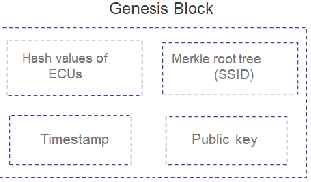 Genesis Block
Hash values of
ECUs
Merkle root tree
(SSID)
Timestamp
Public key